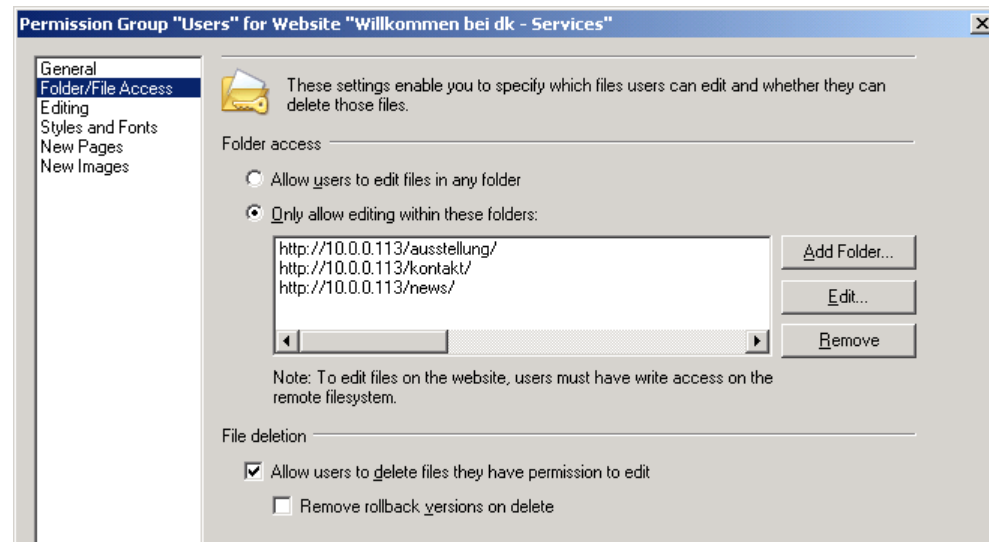 Permission Group "Users" for Website "Willkommen bei dk - Services"
General
Folder/File Access
Editing
Styles and Fonts
New Pages
New Images
These settings enable you to specify which files users can edit and whether they can
delete those files.
Folder access
Allow users to edit files in any folder
Only allow editing within these folders:
http://10.0.0.113/ausstellung/
http://10.0.0.113/kontakt/
http://10.0.0.113/news/
Add Folder...
Edit...
Remove
Note: To edit files on the website, users must have write access on the
remote filesystem.
File deletion
Allow users to delete files they have permission to edit
Remove rollback versions on delete